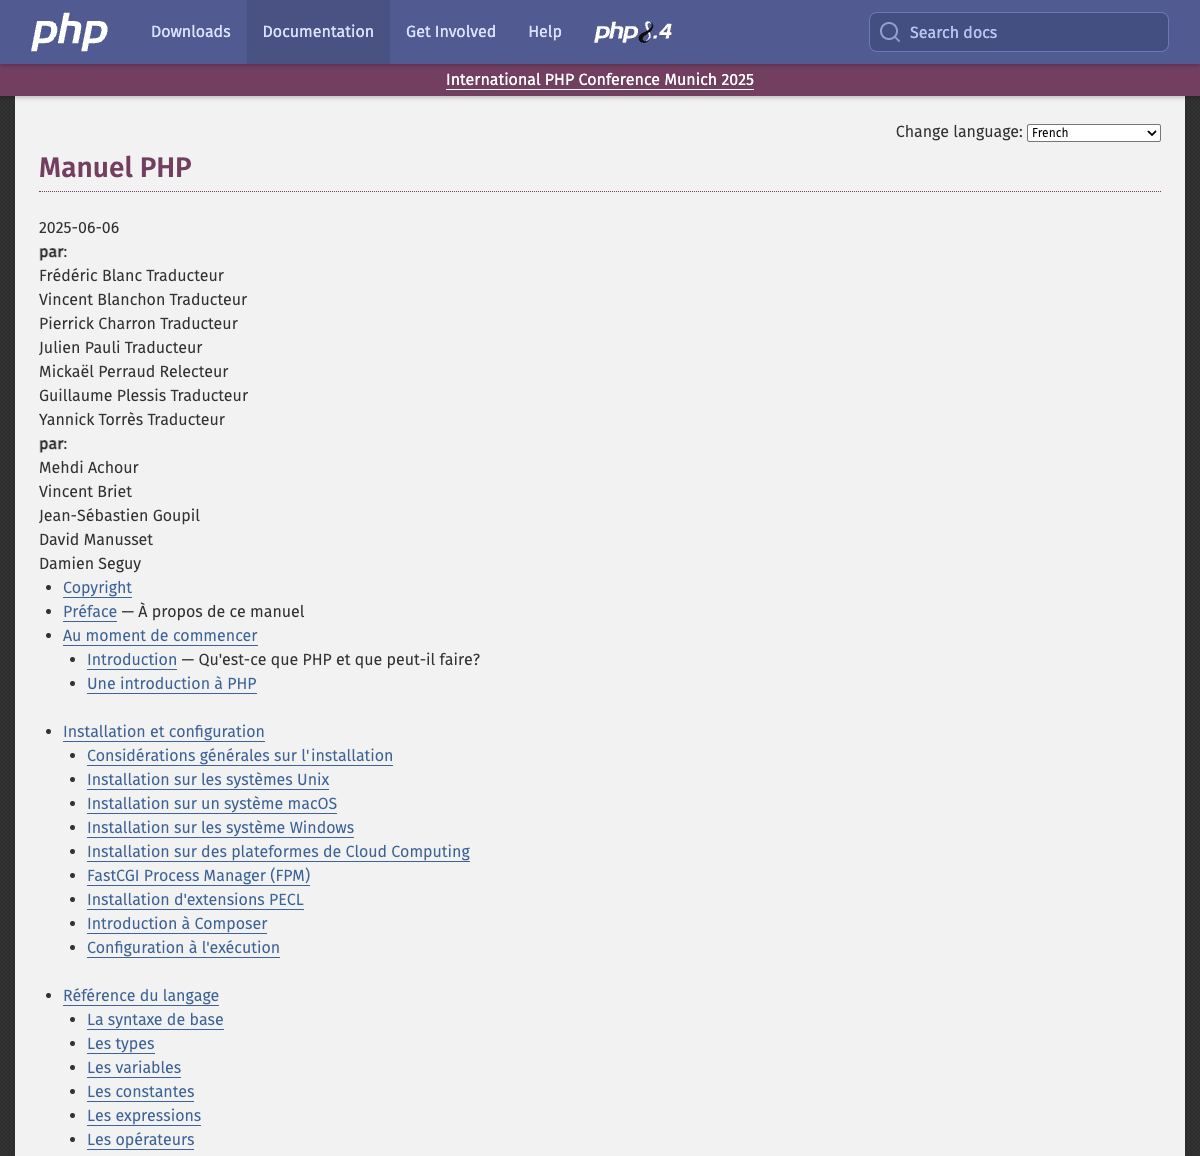 php
Downloads
Documentation
Get Involved
Help
php8.4
Search docs
International PHP Conference Munich 2025
Change language: French
Manuel PHP
2025-06-06
par:
Frédéric Blanc Traducteur
Vincent Blanchon Traducteur
Pierrick Charron Traducteur
Julien Pauli Traducteur
Mickaël Perraud Relecteur
Guillaume Plessis Traducteur
Yannick Torrès Traducteur
par:
Mehdi Achour
Vincent Briet
Jean-Sébastien Goupil
David Manusset
Damien Seguy
• Copyright
• Préface — À propos de ce manuel
• Au moment de commencer
• Introduction — Qu'est-ce que PHP et que peut-il faire?
• Une introduction à PHP
• Installation et configuration
• Considérations générales sur l'installation
• Installation sur les systèmes Unix
• Installation sur un système macOS
• Installation sur les système Windows
• Installation sur des plateformes de Cloud Computing
• FastCGI Process Manager (FPM)
• Installation d'extensions PECL
• Introduction à Composer
• Configuration à l'exécution
• Référence du langage
• La syntaxe de base
• Les types
• Les variables
• Les constantes
• Les expressions
• Les opérateurs